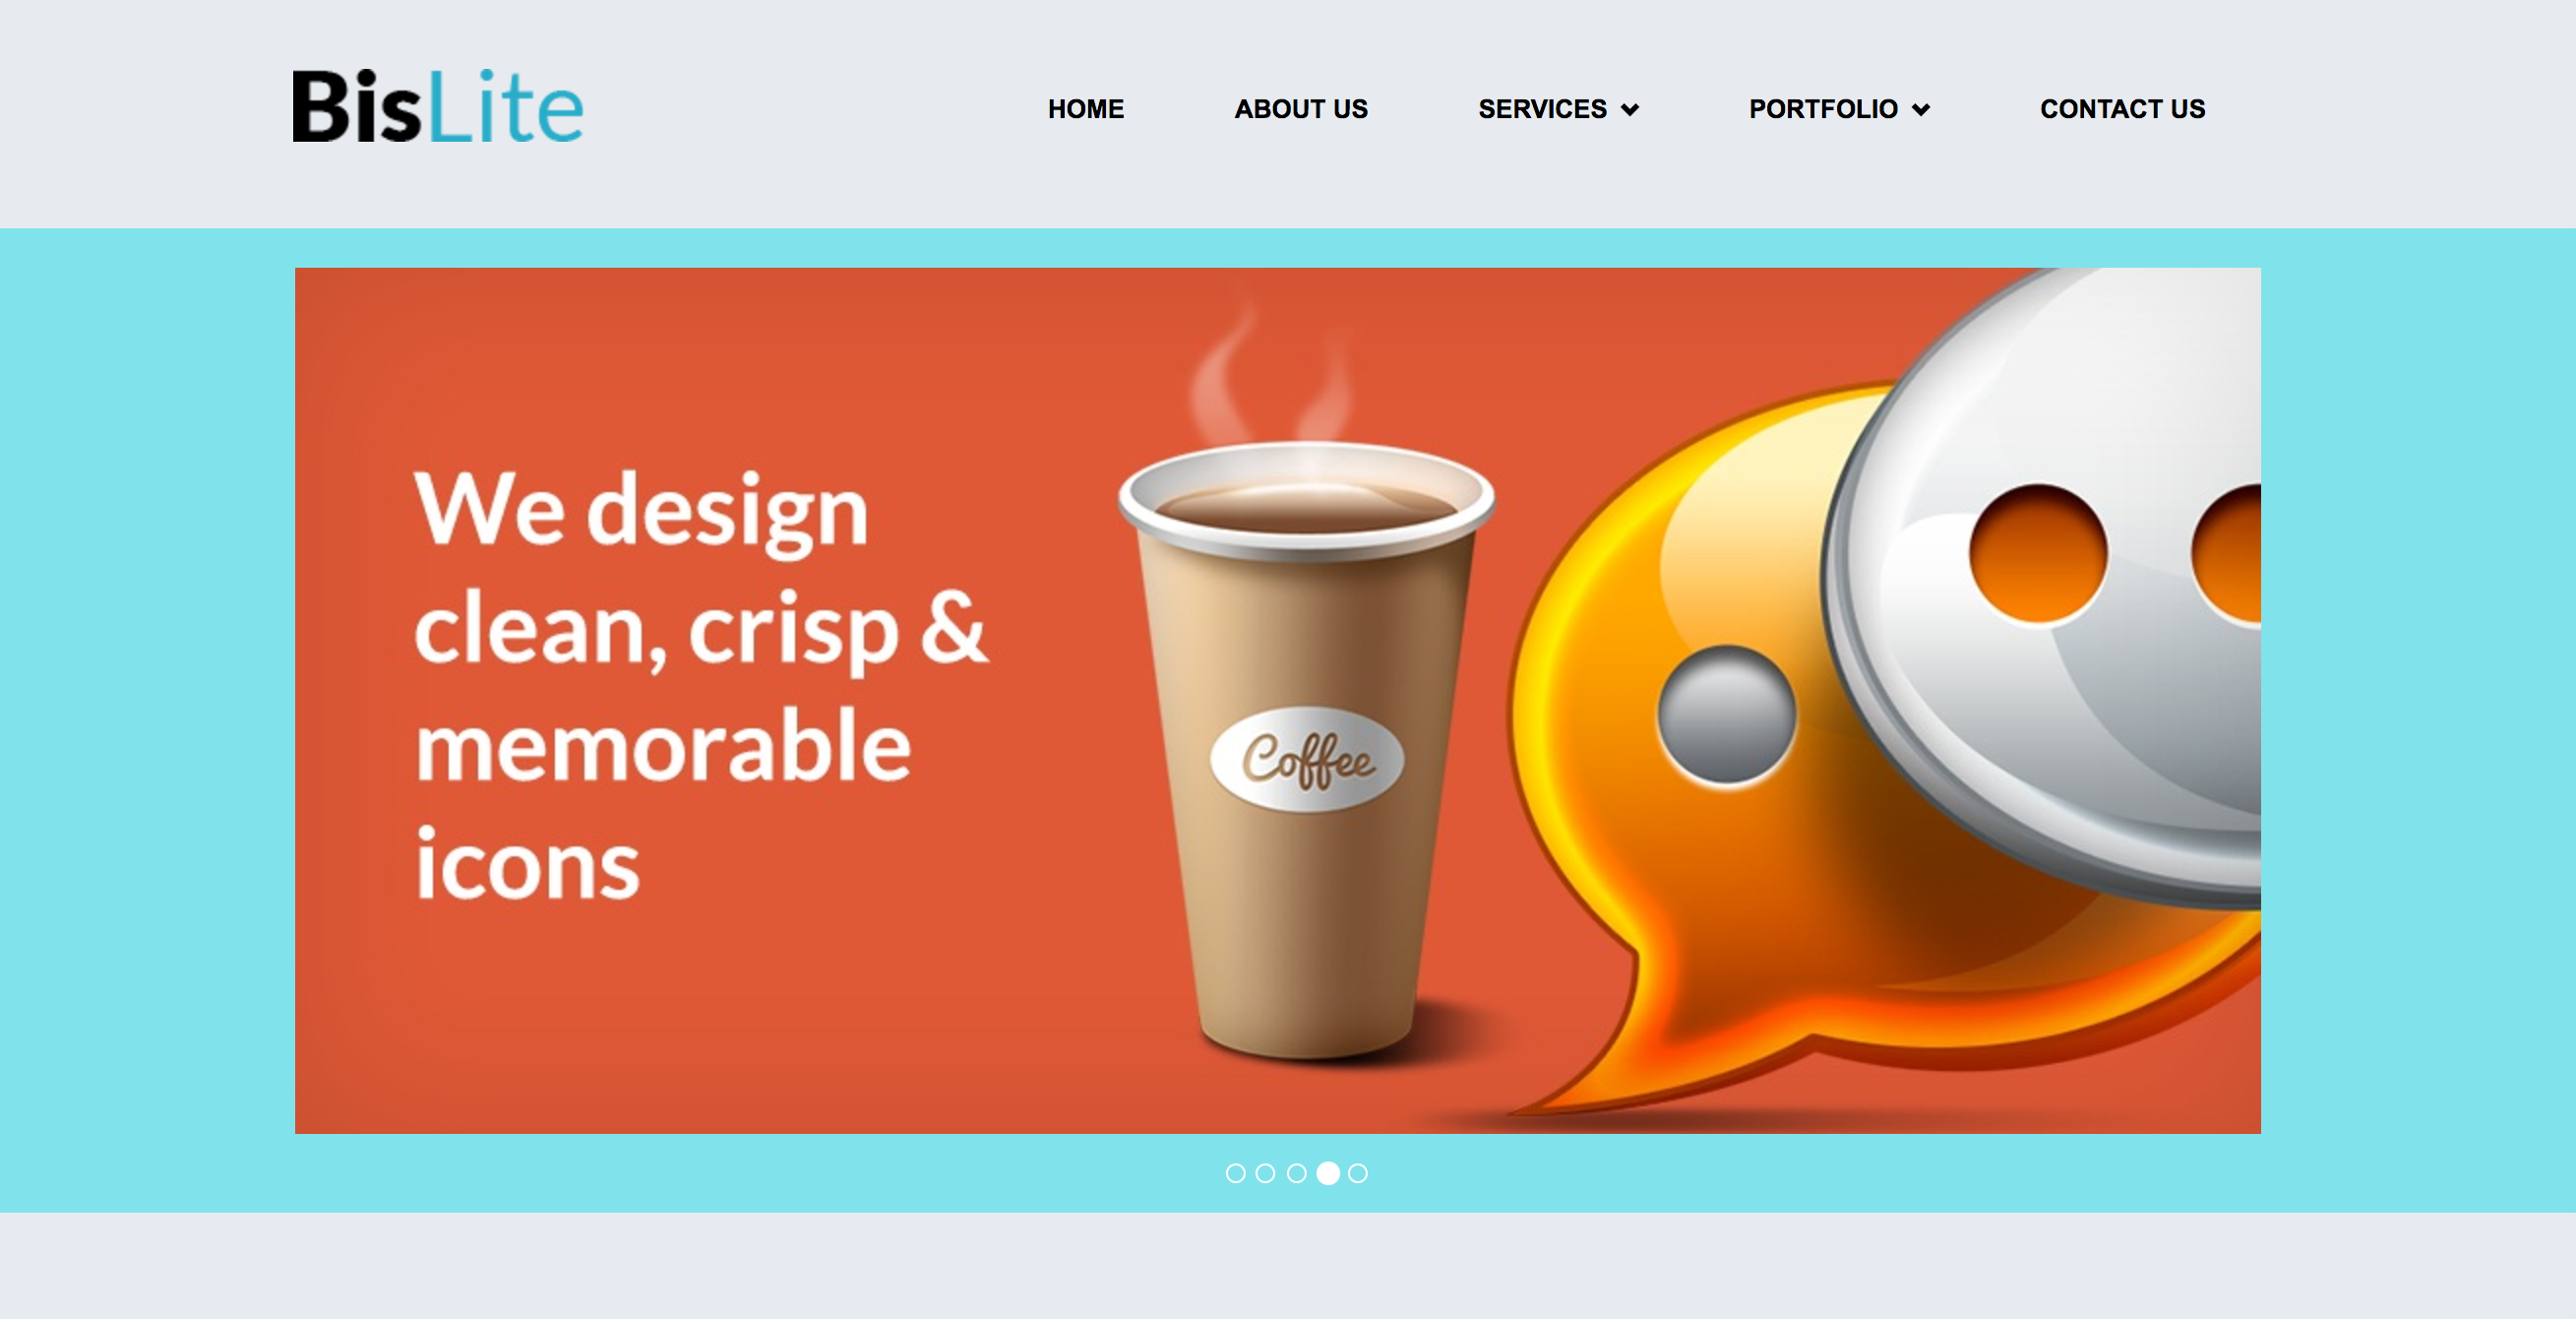 BisLite
HOME ABOUT US SERVICES PORTFOLIO CONTACT US
We design
clean, crisp &
memorable
icons
Coffee